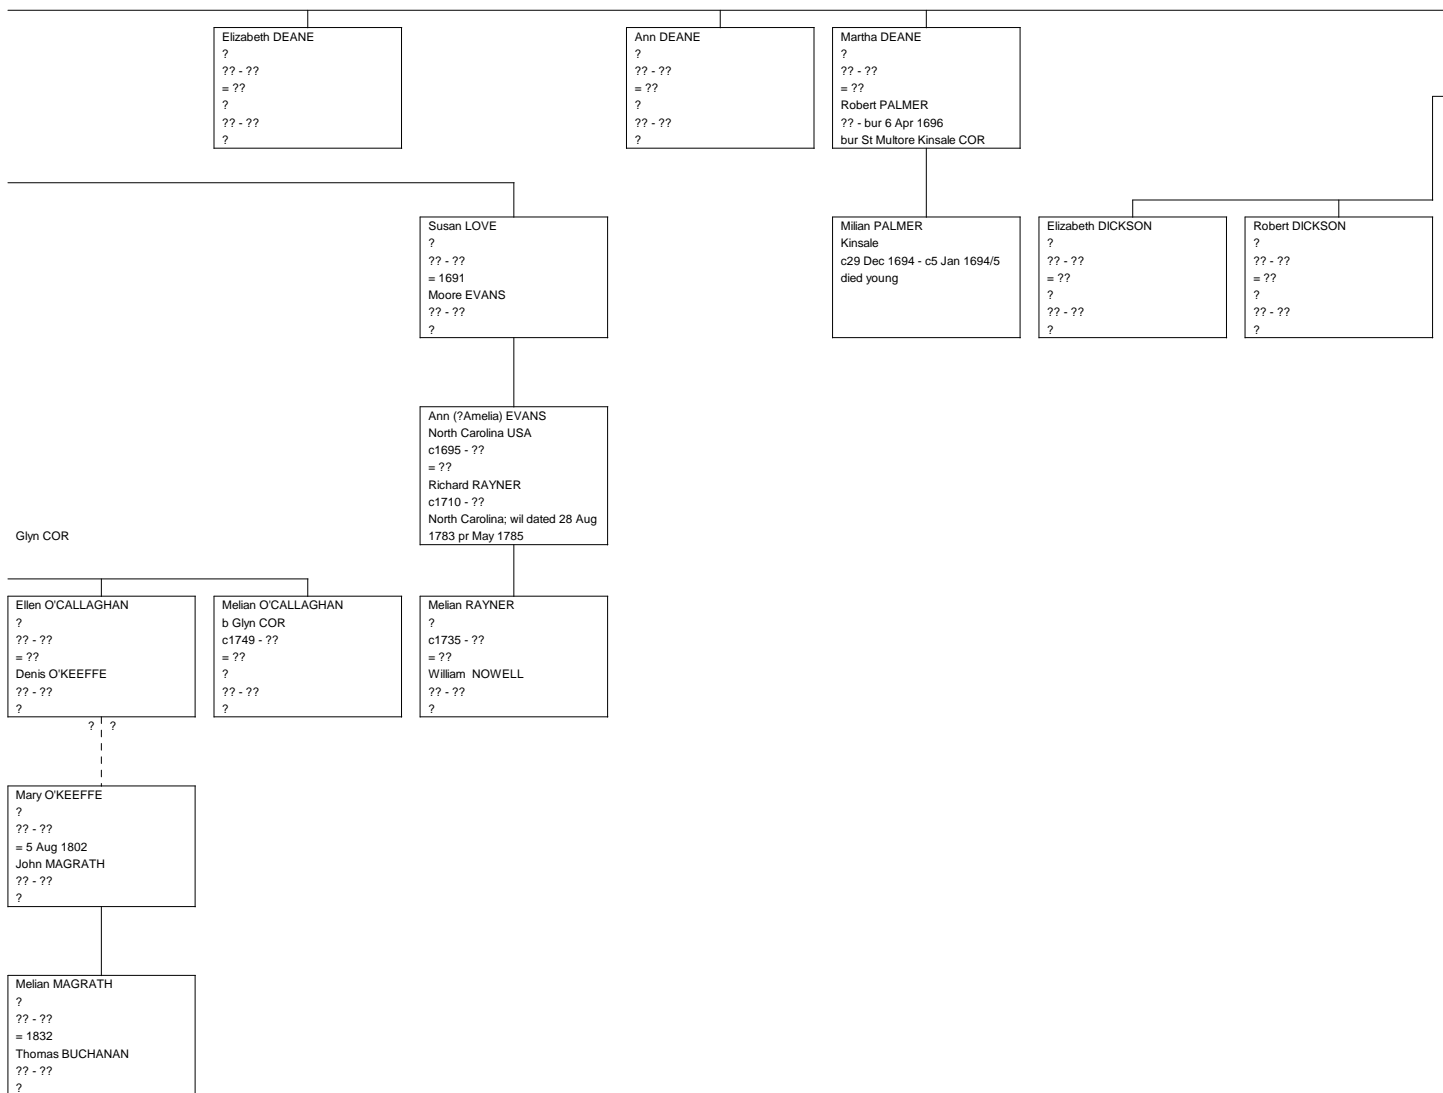 Elizabeth DEANE
?
?? - ??
= ??
?
?? - ??
?
Ann DEANE
?
?? - ??
= ??
?
?? - ??
?
Martha DEANE
?
?? - ??
= ??
Robert PALMER
?? - bur 6 Apr 1696
bur St Multore Kinsale COR
Susan LOVE
?
?? - ??
= 1691
Moore EVANS
?? - ??
?
Milian PALMER
Kinsale
c29 Dec 1694 - c5 Jan 1694/5
died young
Elizabeth DICKSON
?
?? - ??
= ??
?
?? - ??
?
Robert DICKSON
?
?? - ??
= ??
?
?? - ??
?
Ann (?Amelia) EVANS
North Carolina USA
c1695 - ??
= ??
Richard RAYNER
c1710 - ??
North Carolina; wil dated 28 Aug
1783 pr May 1785
Glyn COR
Ellen O'CALLAGHAN
?
?? - ??
= ??
Denis O'KEEFFE
?? - ??
?
Melian O'CALLAGHAN
b Glyn COR
c1749 - ??
= ??
?
?? - ??
?
Melian RAYNER
?
c1735 - ??
= ??
William  NOWELL
?? - ??
?
? ?
Mary O'KEEFFE
?
?? - ??
= 5 Aug 1802
John MAGRATH
?? - ??
?
Melian MAGRATH
?
?? - ??
= 1832
Thomas BUCHANAN
?? - ??
?